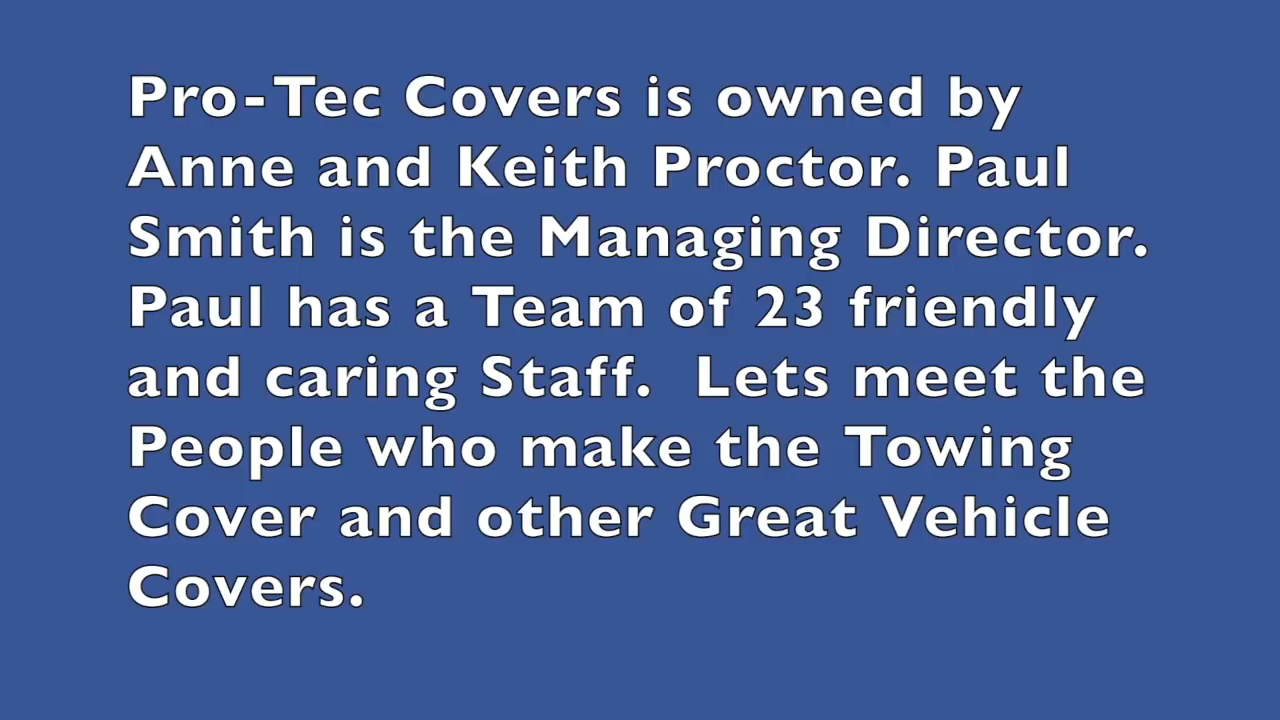 Pro-Tec Covers is owned by
Anne and Keith Proctor. Paul
Smith is the Managing Director.
Paul has a Team of 23 friendly
and caring Staff.  Lets meet the
People who make the Towing
Cover and other Great Vehicle
Covers.